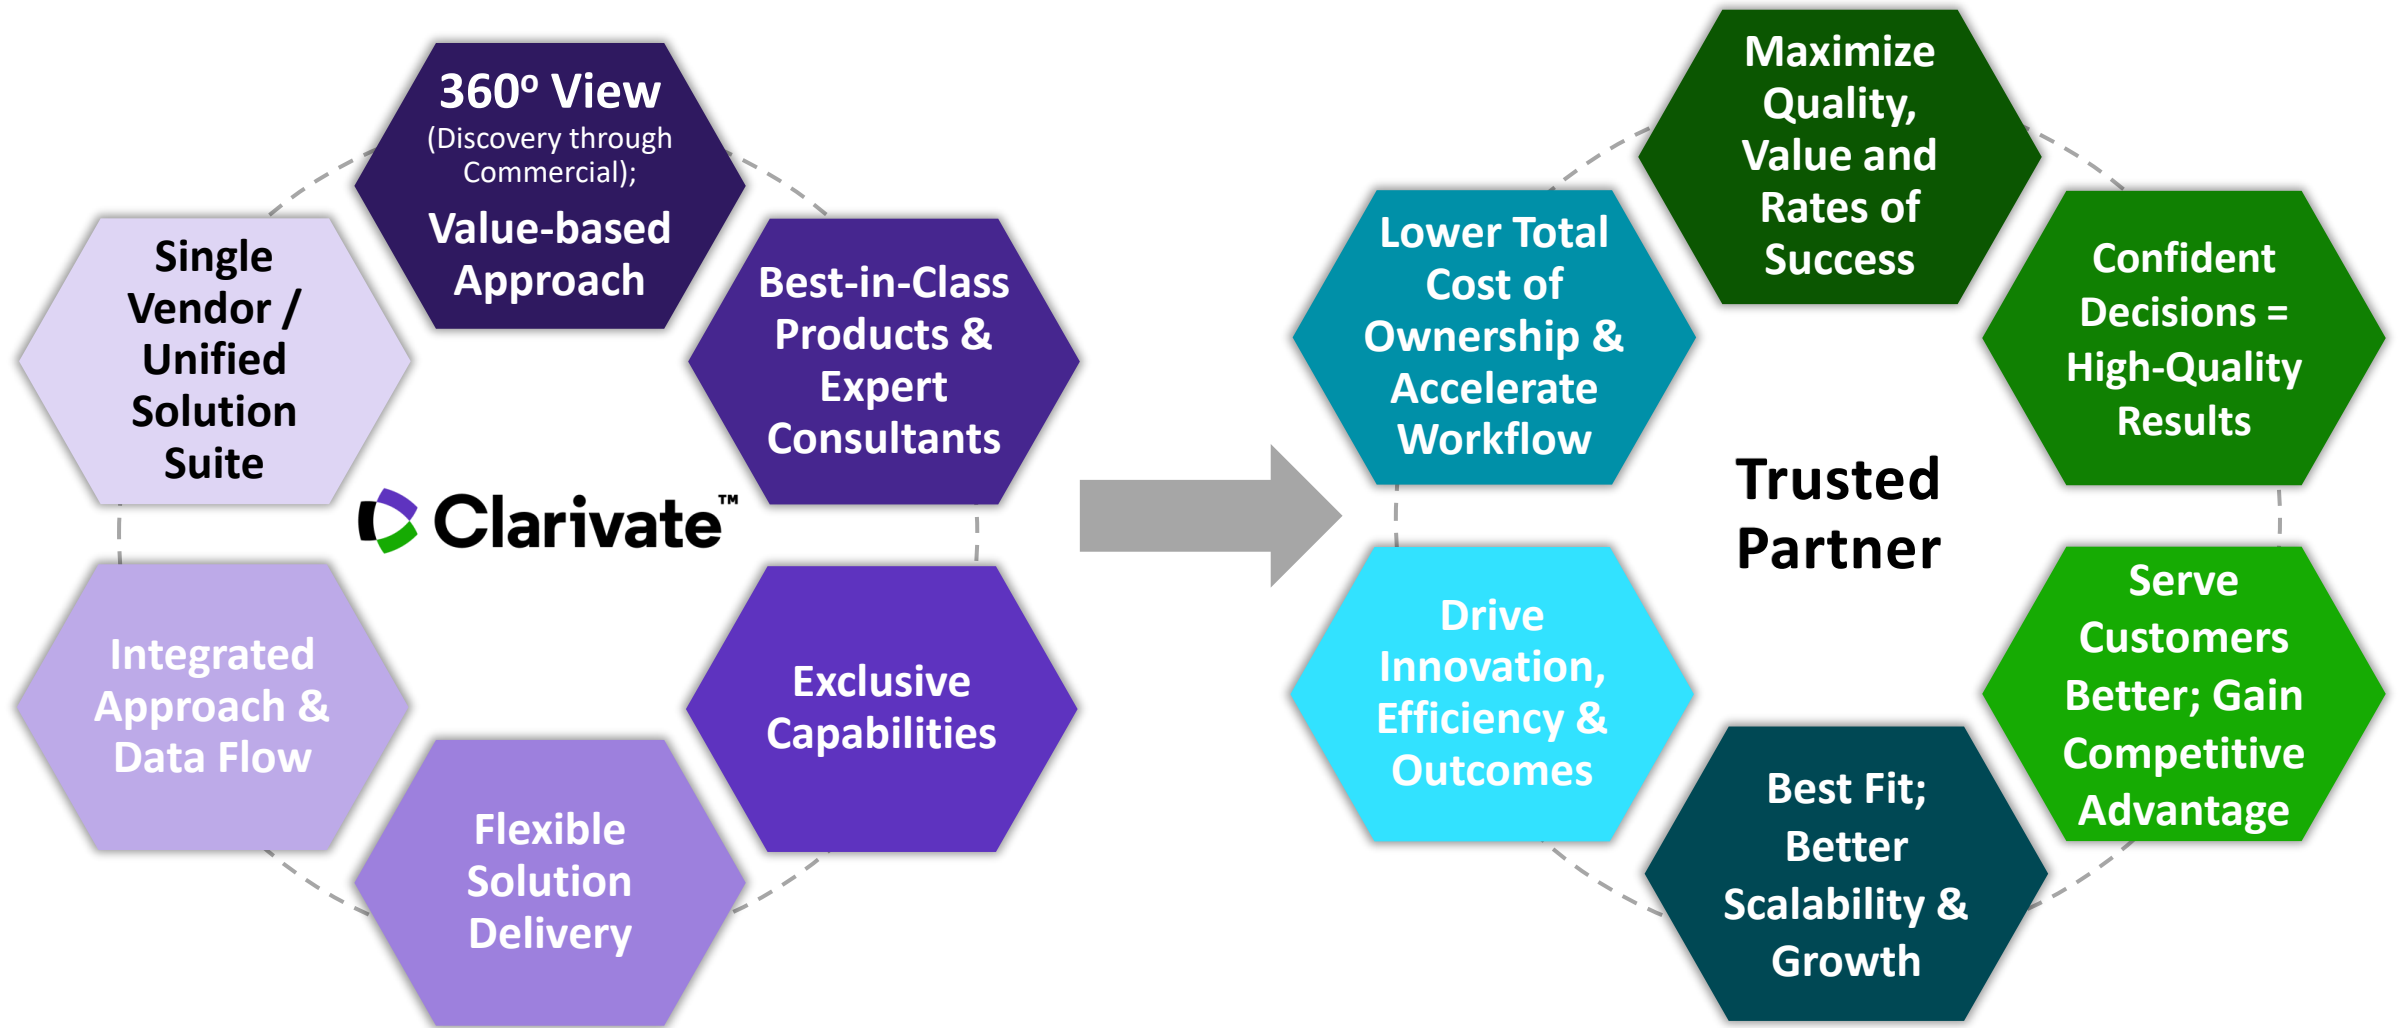 360º View
(Discovery through
Commercial);
Value-based
Approach
Best-in-Class
Products &
Expert
Consultants
Exclusive
Capabilities
Flexible
Solution
Delivery
Integrated
Approach &
Data Flow
Single
Vendor /
Unified
Solution
Suite
Clarivate™
Maximize
Quality,
Value and
Rates of
Success
Confident
Decisions =
High-Quality
Results
Serve
Customers
Better; Gain
Competitive
Advantage
Best Fit;
Better
Scalability &
Growth
Drive
Innovation,
Efficiency &
Outcomes
Lower Total
Cost of
Ownership &
Accelerate
Workflow
Trusted
Partner